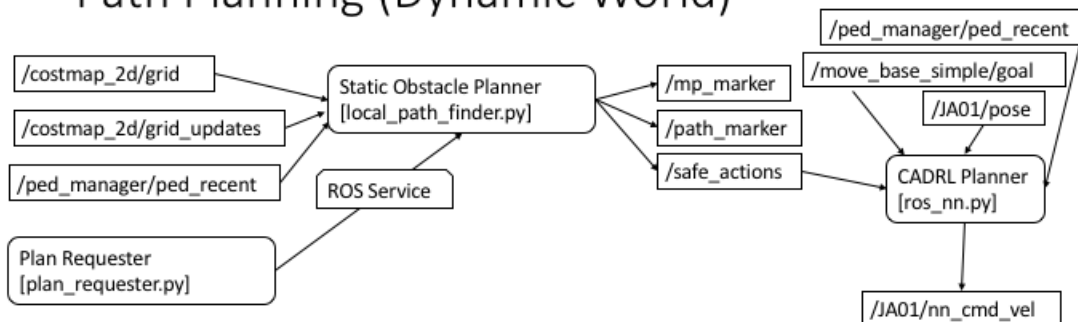 Path Planning (Dynamic World)
/costmap_2d/grid
/costmap_2d/grid_updates
/ped_manager/ped_recent
Plan Requester
[plan_requester.py]
ROS Service
Static Obstacle Planner
[local_path_finder.py]
/mp_marker
/path_marker
/safe_actions
/ped_manager/ped_recent
/move_base_simple/goal
/JA01/pose
CADRL Planner
[ros_nn.py]
/JA01/nn_cmd_vel